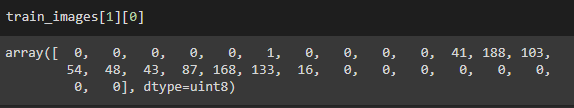 train_images[1][0]
array([ 0, 0, 0, 0, 0, 1, 0, 0, 0, 0, 41, 188, 103,
54, 48, 43, 87, 168, 133, 16, 0, 0, 0, 0, 0, 0,
0, 0], dtype=uint8)